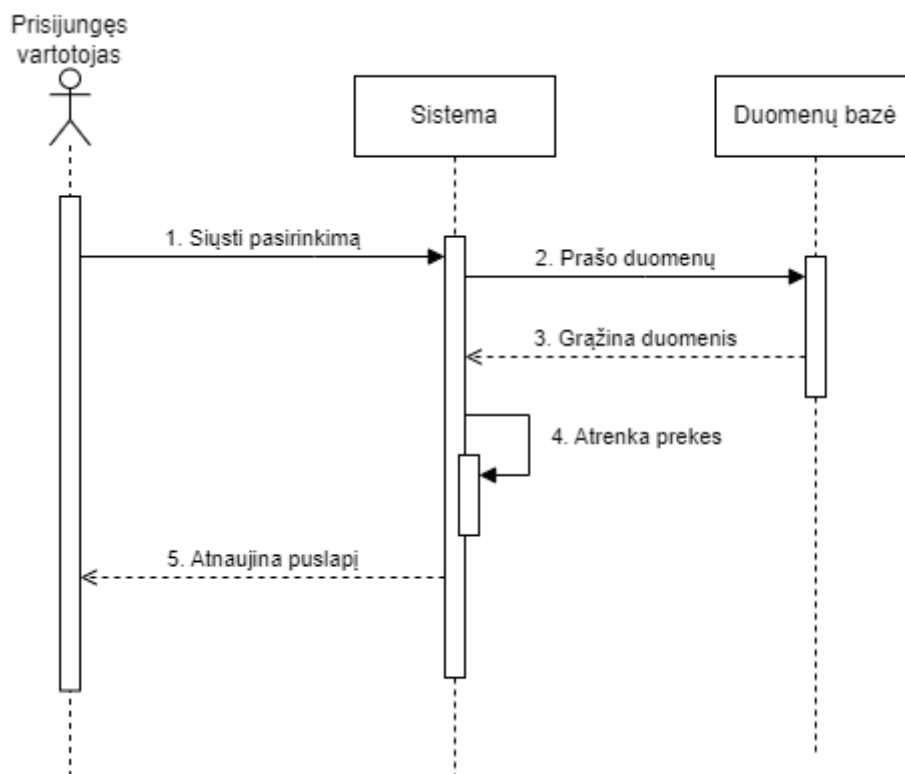 Prisijungęs
vartotojas
Sistema
Duomenų bazė
1. Siųsti pasirinkimą
2. Prašo duomenų
3. Grąžina duomenis
4. Atrenka prekes
5. Atnaujina puslapį